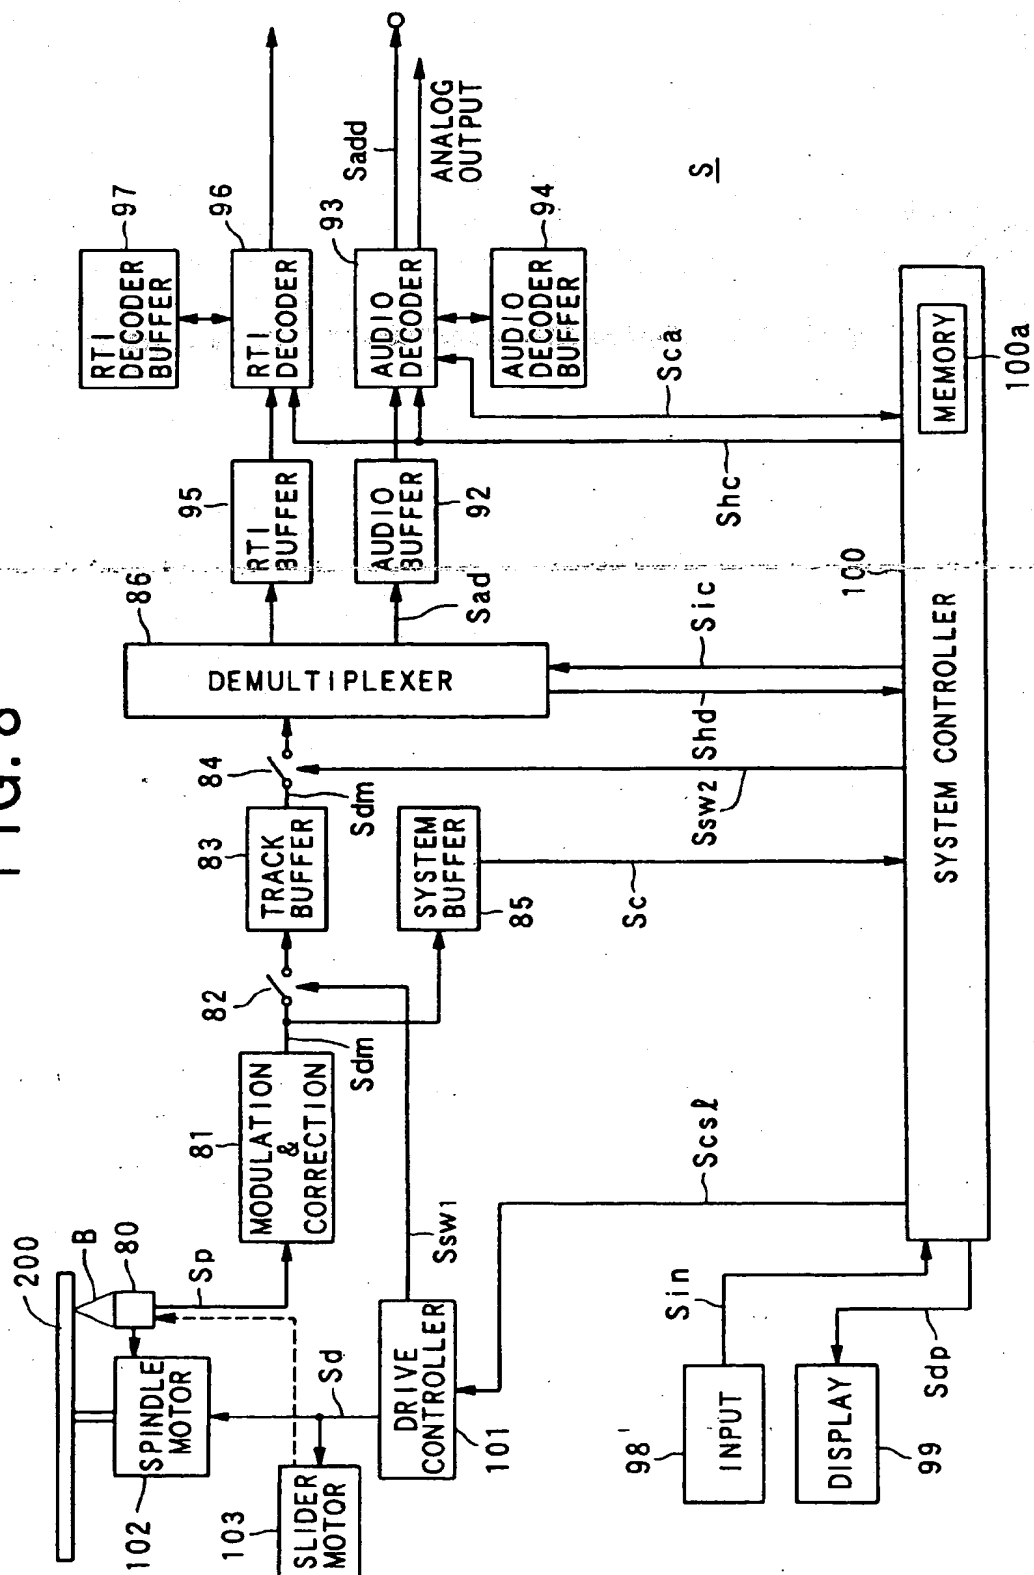 FIG. 8
200
B
80
SPINDLE
MOTOR
102
Sp
103
SLIDER
MOTOR
Sd
DRIVE
CONTROLLER
101
Ssw1
81
MODULATION
&
CORRECTION
Sdm
82
83
TRACK
BUFFER
84
Sdm
SYSTEM
BUFFER
85
86
DEMULTIPLEXER
95
RTI
BUFFER
AUDIO
BUFFER
92
Sad
97
RTI
DECODER
BUFFER
96
RTI
DECODER
93
AUDIO
DECODER
94
AUDIO
DECODER
BUFFER
Sadd
ANALOG
OUTPUT
S
Scsl
Sc
Ssw2
Shd
Sic
Shc
Sca
98
INPUT
Sin
DISPLAY
99
Sdp
100
SYSTEM CONTROLLER
MEMORY
100a